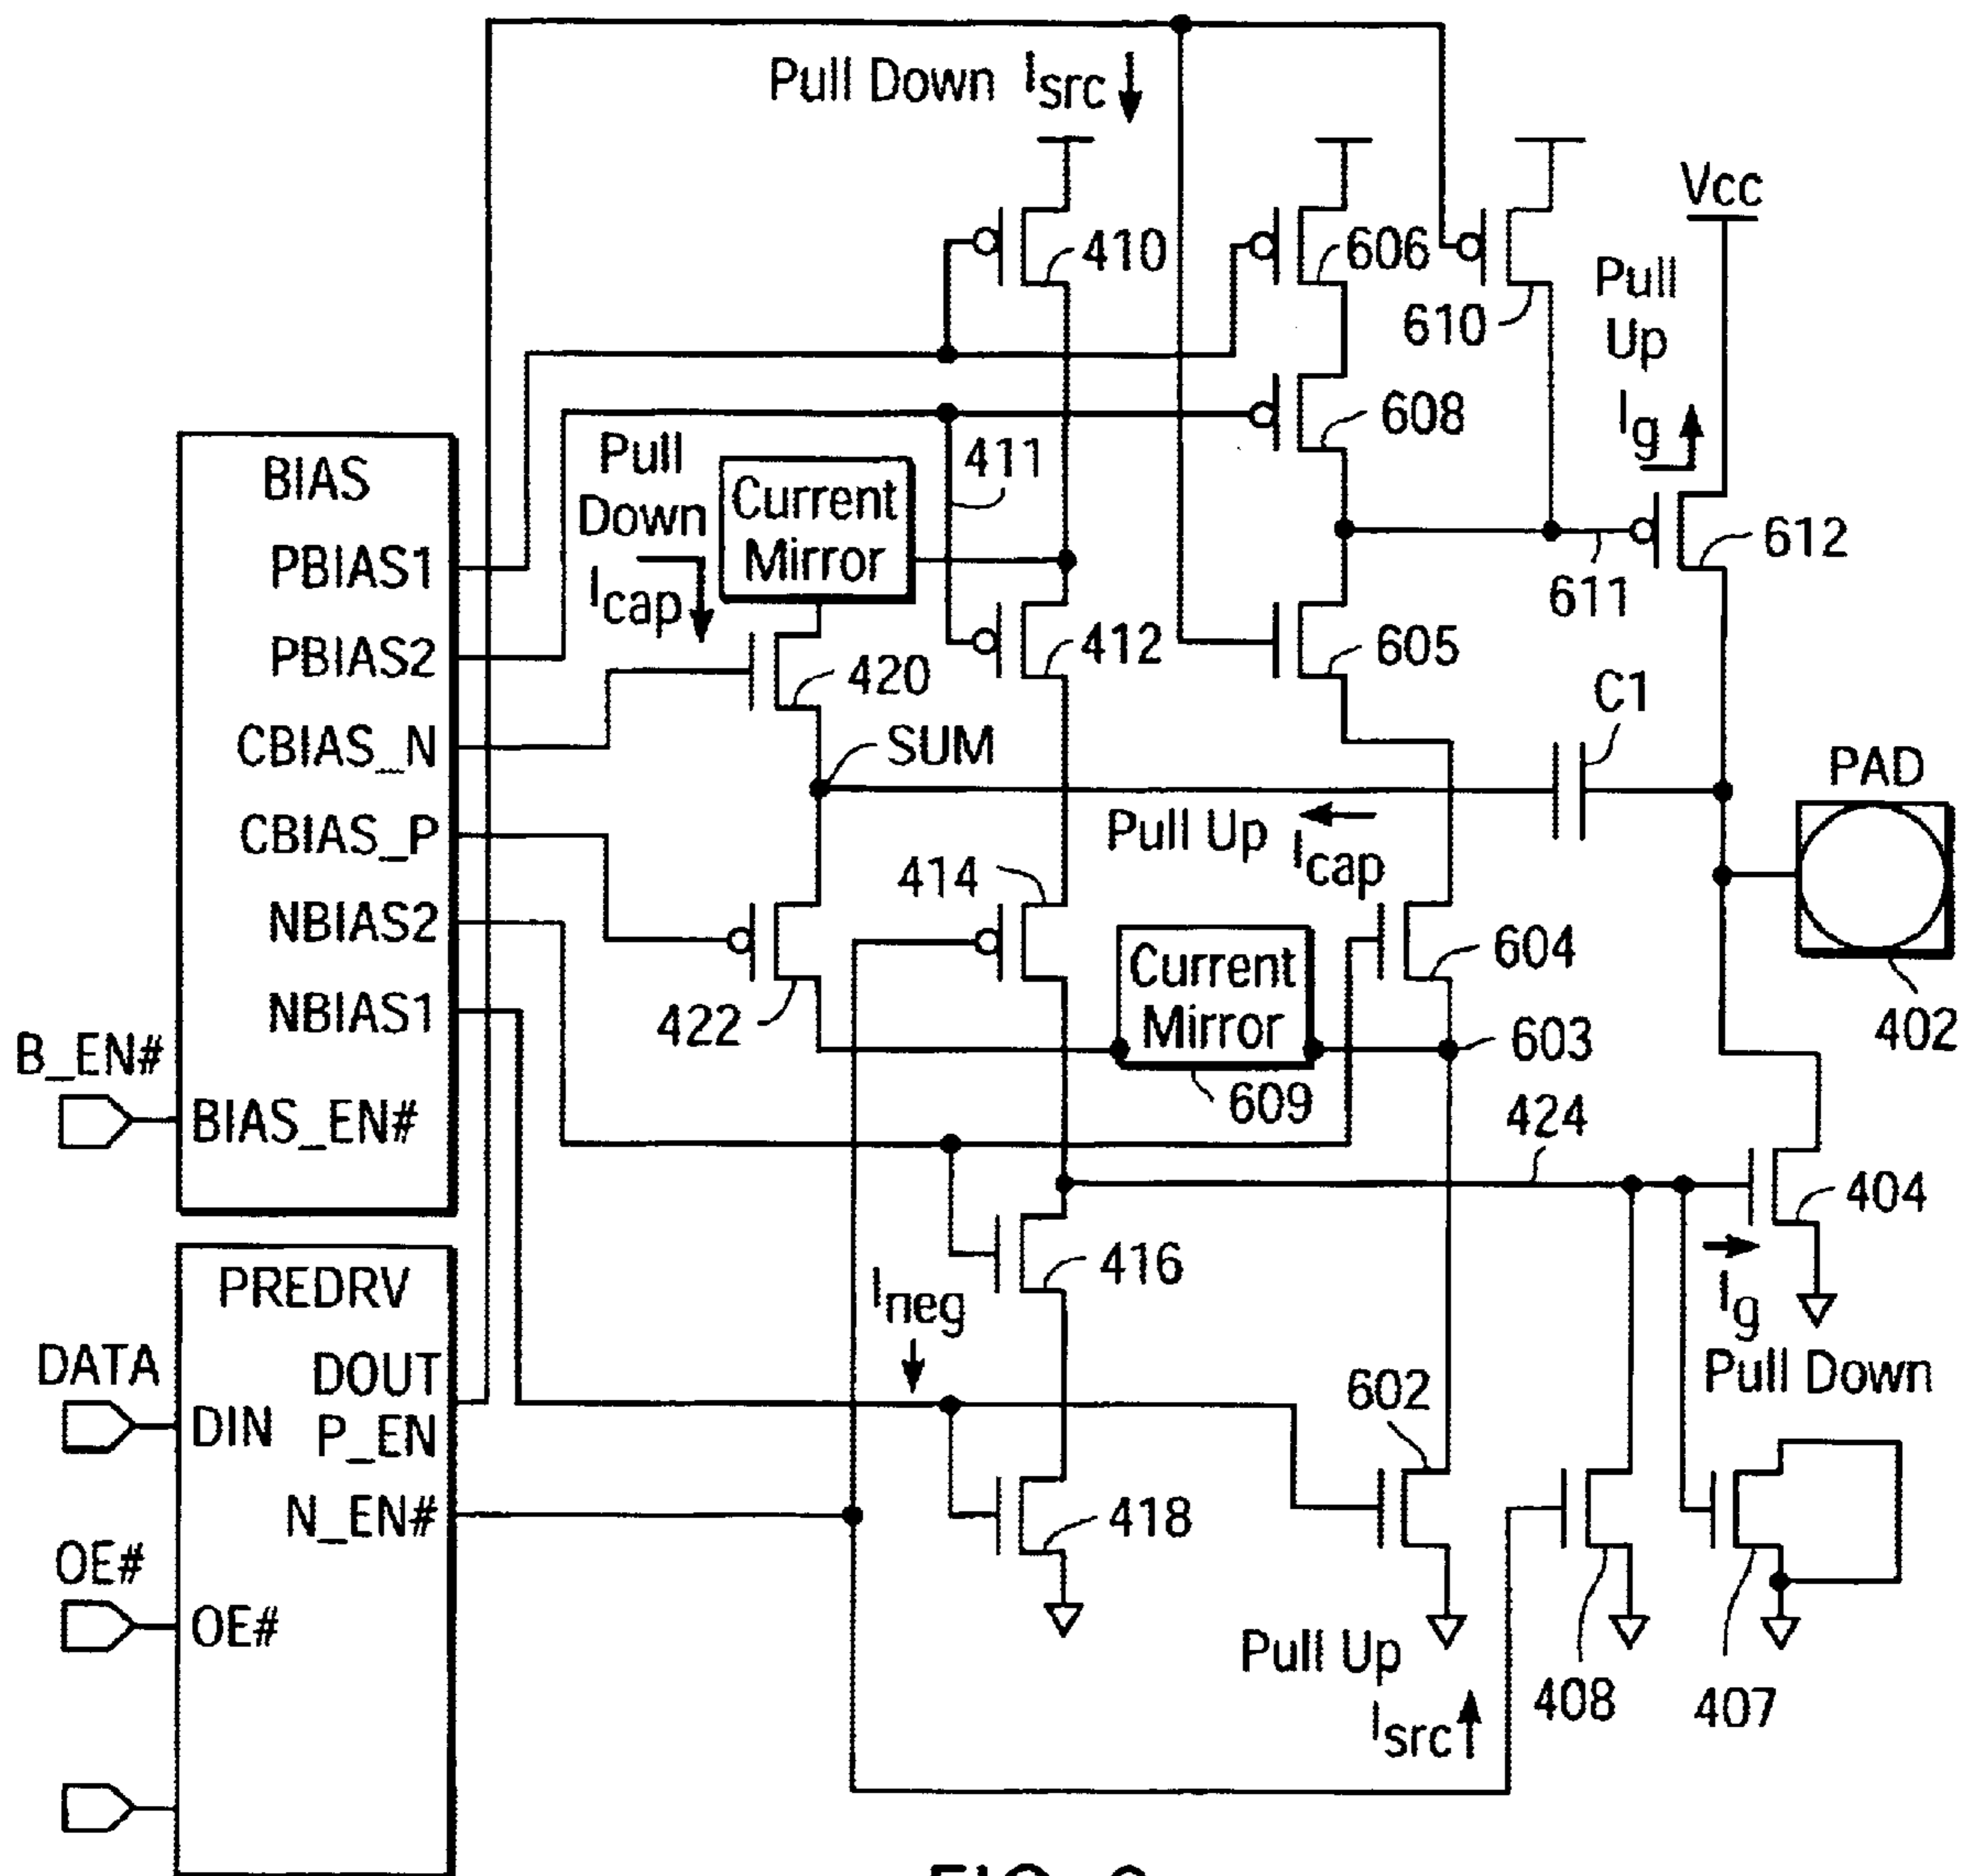 Pull Down Isrc
Vcc
410
606
610
Pull
Up
Ig
608
411
Pull
Down
Icap
Current
Mirror
612
611
BIAS
PBIAS1
PBIAS2
CBIAS_N
CBIAS_P
NBIAS2
NBIAS1
B_EN#
BIAS_EN#
420
412
605
C1
SUM
PAD
Pull Up Icap
414
422
Current
Mirror
604
603
402
609
424
404
416
Ig
Pull Down
Ineg
PREDRV
DATA
DIN
DOUT
P_EN
N_EN#
OE#
OE#
602
418
Pull Up
Isrc
408
407